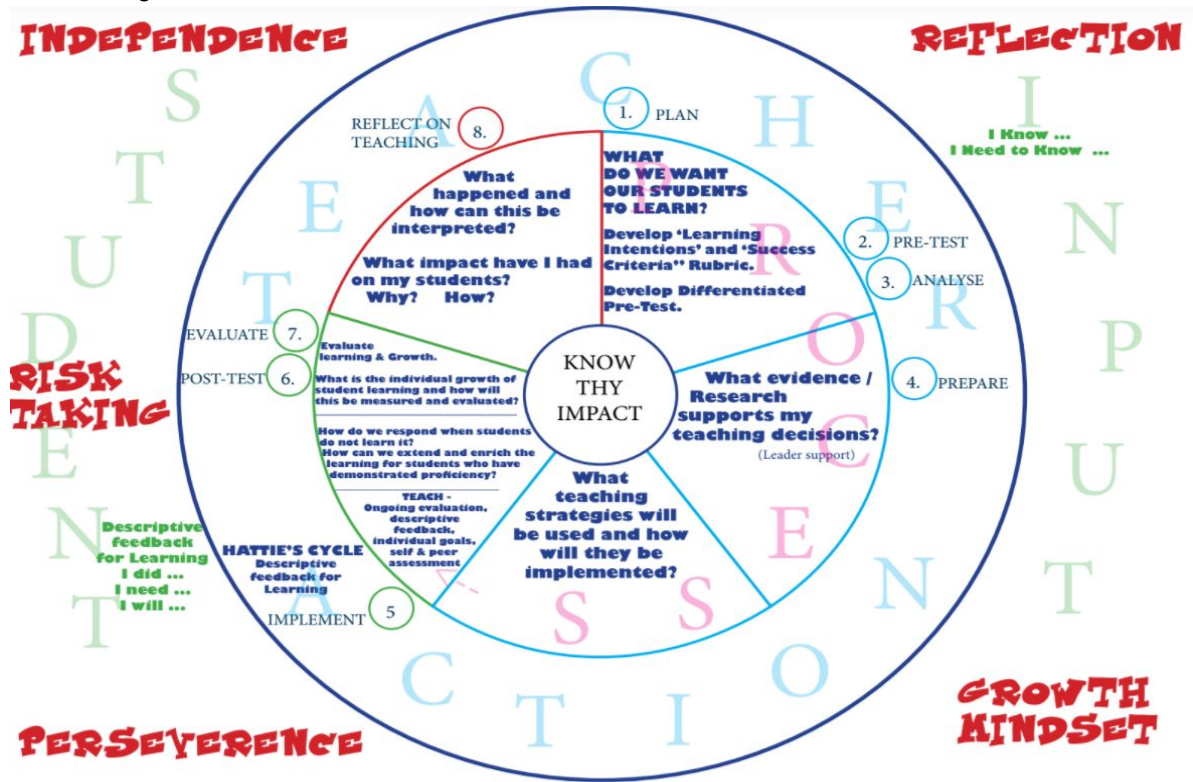 INDEPENDENCE
REFLECTION
STUDENT
INPUT
TEACHER
ACTION
PROCESS
I Know ...
I Need to Know ...
1. PLAN
WHAT
DO WE WANT
OUR STUDENTS
TO LEARN?
Develop ‘Learning
Intentions’ and ‘Success
Criteria’’ Rubric.
Develop Differentiated
Pre-Test.
2. PRE-TEST
3. ANALYSE
4. PREPARE
What evidence /
Research
supports my
teaching decisions?
(Leader support)
What
teaching
strategies will
be used and how
will they be
implemented?
5
IMPLEMENT
HATTIE'S CYCLE
Descriptive
feedback for
Learning
TEACH -
Ongoing evaluation,
descriptive
feedback,
individual goals,
self & peer
assessment
POST-TEST 6.
EVALUATE 7.
Evaluate
learning & Growth.
What is the individual growth of
student learning and how will
this be measured and evaluated?
How do we respond when students
do not learn it?
How can we extend and enrich the
learning for students who have
demonstrated proficiency?
REFLECT ON
TEACHING
8.
What
happened and
how can this be
interpreted?
What impact have I had
on my students?
Why? How?
KNOW
THY
IMPACT
RISK
TAKING
Descriptive
feedback
for Learning
I did ...
I need ...
I will ...
PERSEVERENCE
GROWTH
MINDSET